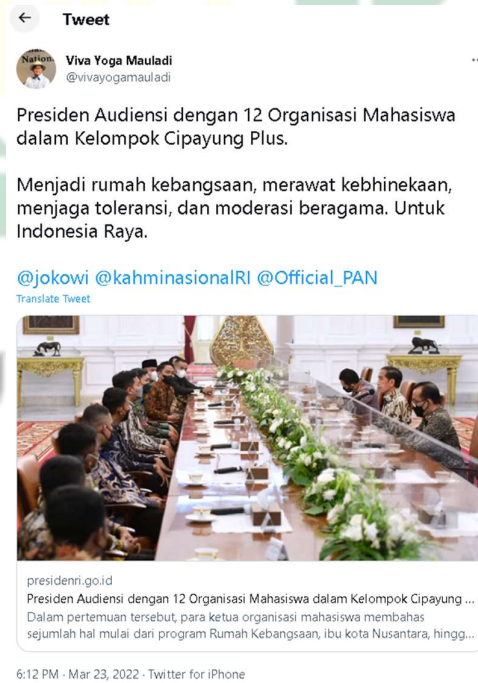 Tweet
Nation
Viva Yoga Mauladi
@vivayogamauladi
Presiden Audiensi dengan 12 Organisasi Mahasiswa
dalam Kelompok Cipayung Plus.
Menjadi rumah kebangsaan, merawat kebhinekaan,
menjaga toleransi, dan moderasi beragama. Untuk
Indonesia Raya.
@jokowi @kahminasionalRI @Official_PAN
Translate Tweet
presidenri.go.id
Presiden Audiensi dengan 12 Organisasi Mahasiswa dalam Kelompok Cipayung ...
Dalam pertemuan tersebut, para ketua organisasi mahasiswa membahas
sejumlah hal mulai dari program Rumah Kebangsaan, ibu kota Nusantara, hingg...
6:12 PM · Mar 23, 2022 · Twitter for iPhone